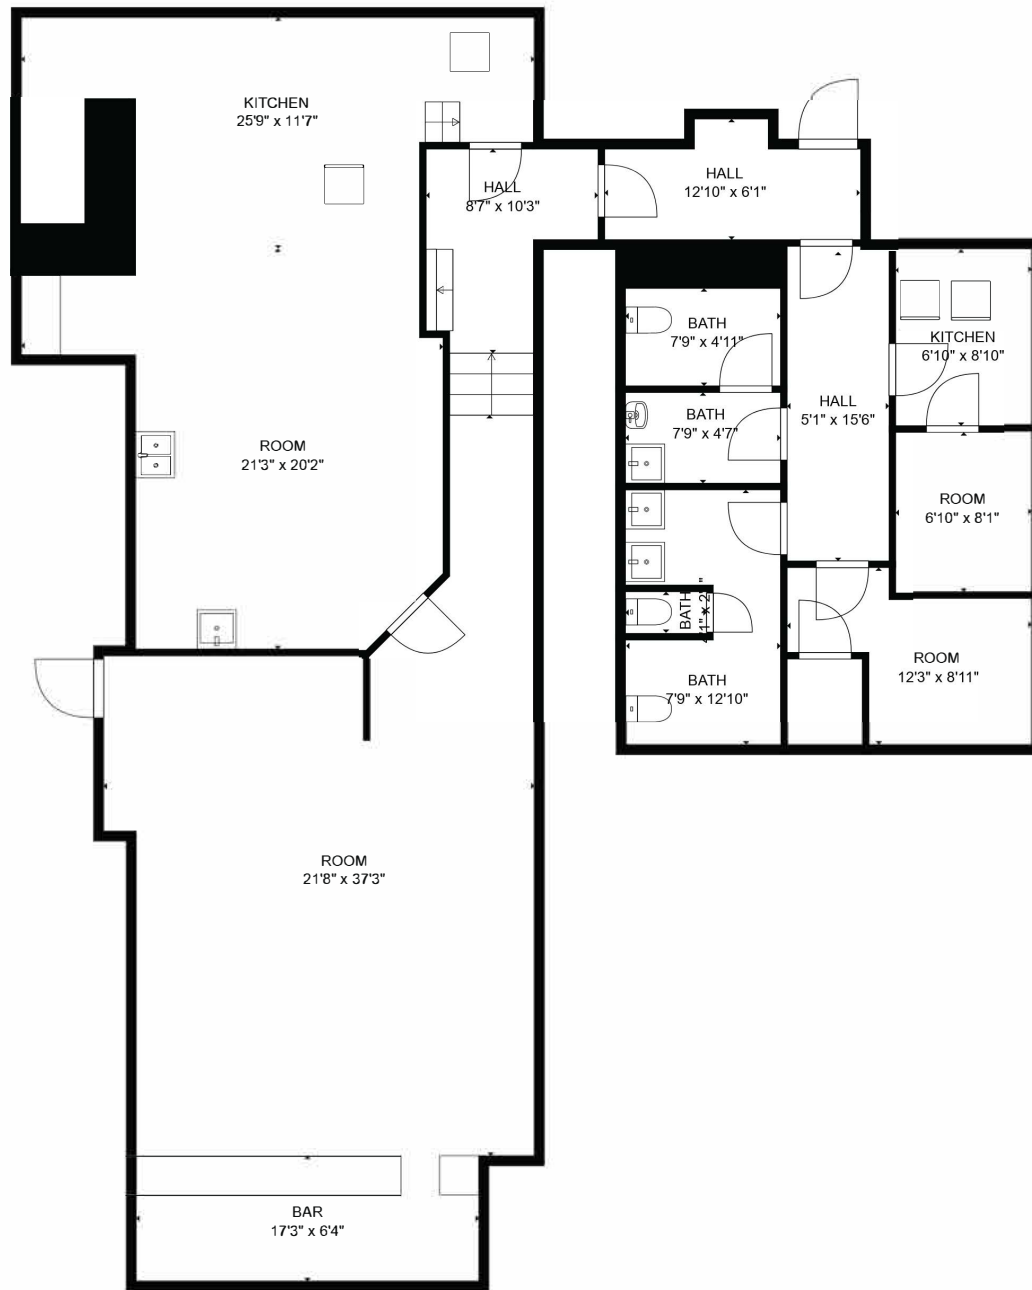 KITCHEN
25'9" x 11'7"
HALL
8'7" x 10'3"
HALL
12'10" x 6'1"
BATH
7'9" x 4'11"
KITCHEN
6'10" x 8'10"
BATH
7'9" x 4'7"
HALL
5'1" x 15'6"
ROOM
21'3" x 20'2"
ROOM
6'10" x 8'1"
BATH
BATH
7'9" x 12'10"
ROOM
12'3" x 8'11"
ROOM
21'8" x 37'3"
BAR
17'3" x 6'4"